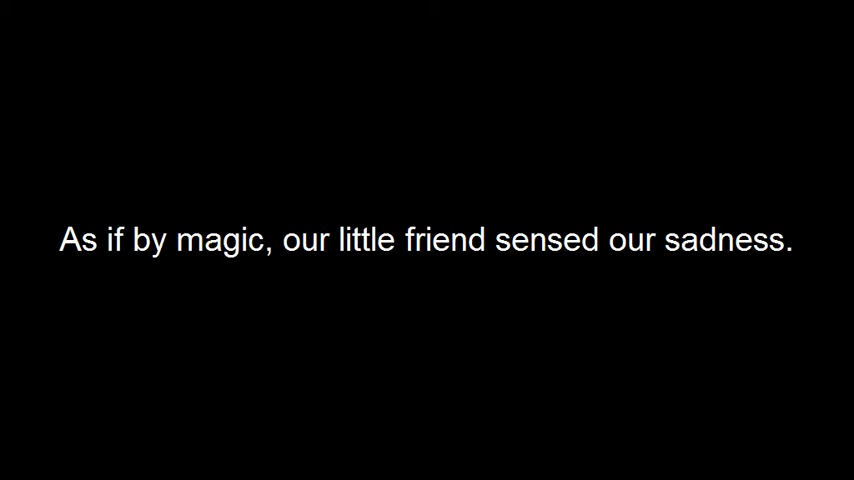 As if by magic, our little friend sensed our sadness.